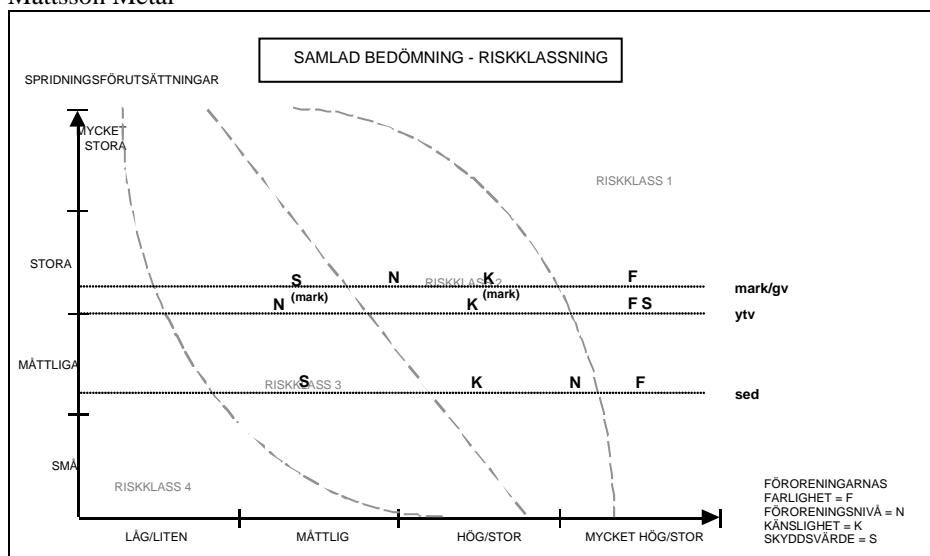 Mattsson Metal
SAMLAD BEDÖMNING - RISKKLASSNING
SPRIDNINGSFÖRUTSÄTTNINGAR
MYCKET
STORA
RISKKLASS 1
STORA
S N K F
RISKKLASS 2
(mark) (mark)
mark/gv
N K F S
ytv
MÅTTLIGA
S K N F
RISKKLASS 3
sed
SMÅ
RISKKLASS 4
FÖRORENINGARNAS
FARLIGHET = F
FÖRORENINGSNIVÅ = N
KÄNSLIGHET = K
SKYDDSVÄRDE = S
LÅG/LITEN MÅTTLIG HÖG/STOR MYCKET HÖG/STOR